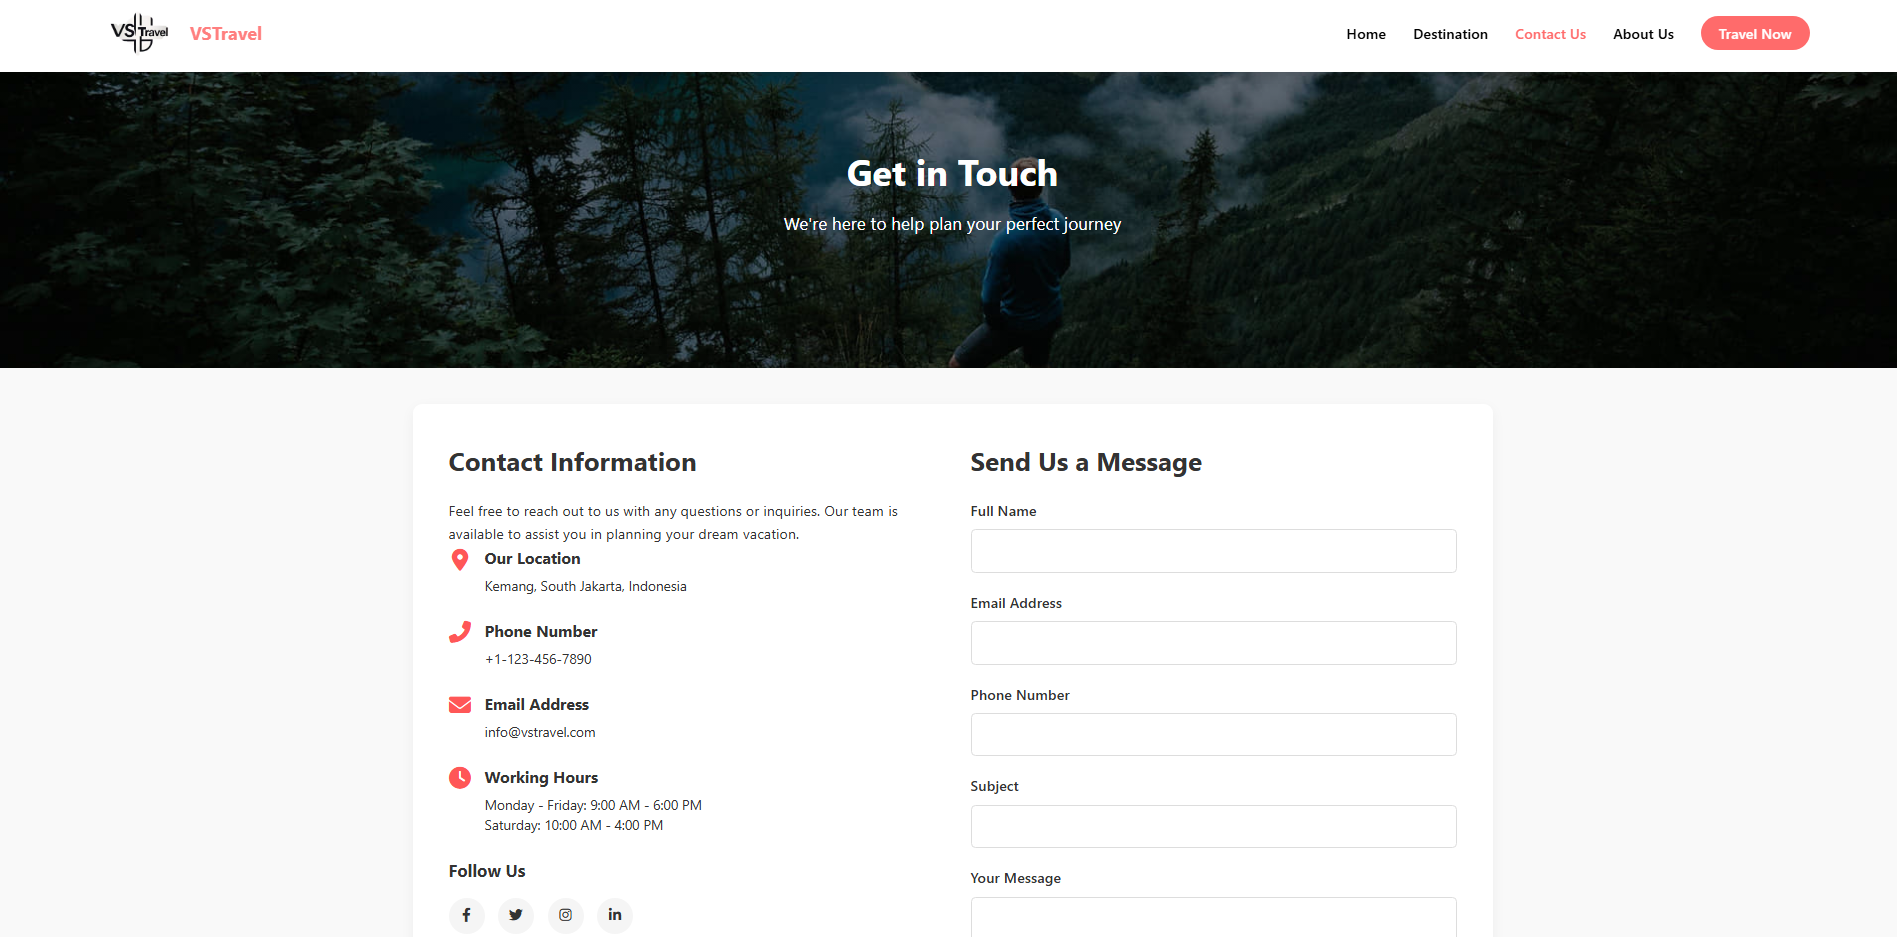 VSTravel
VSTravel
Home
Destination
Contact Us
About Us
Travel Now
Get in Touch
We're here to help plan your perfect journey
Contact Information
Feel free to reach out to us with any questions or inquiries. Our team is
available to assist you in planning your dream vacation.
Our Location
Kemang, South Jakarta, Indonesia
Phone Number
+1-123-456-7890
Email Address
info@vstravel.com
Working Hours
Monday - Friday: 9:00 AM - 6:00 PM
Saturday: 10:00 AM - 4:00 PM
Follow Us
Send Us a Message
Full Name
Email Address
Phone Number
Subject
Your Message